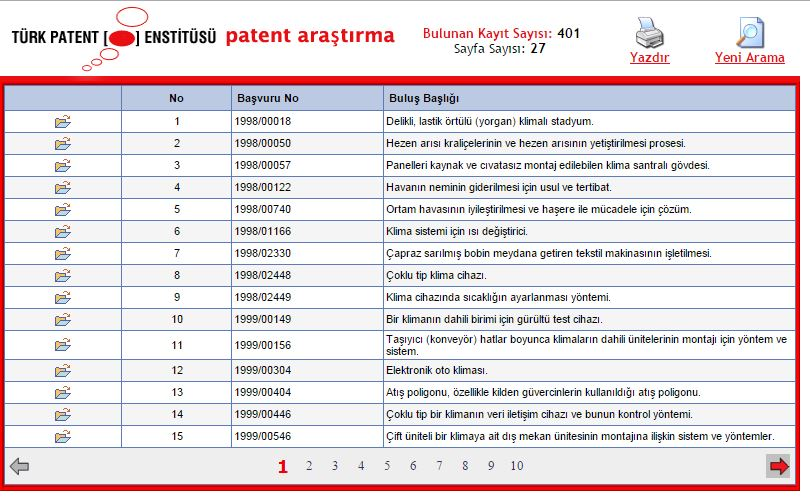 TÜRK PATENT [ ] ENSTİTÜSÜ patent araştırma
Bulunan Kayıt Sayısı: 401
Sayfa Sayısı: 27
Yazdır
Yeni Arama
No Başvuru No Buluş Başlığı
1 1998/00018 Delikli, lastik örtülü (yorgan) klimalı stadyum.
2 1998/00050 Hezen arısı kraliçelerinin ve hezen arısının yetiştirilmesi prosesi.
3 1998/00057 Panelleri kaynak ve cıvatasız montaj edilebilen klima santralı gövdesi.
4 1998/00122 Havanın neminin giderilmesi için usul ve tertibat.
5 1998/00740 Ortam havasının iyileştirilmesi ve haşere ile mücadele için çözüm.
6 1998/01166 Klima sistemi için ısı değiştirici.
7 1998/02330 Çapraz sarılmış bobin meydana getiren tekstil makinasının işletilmesi.
8 1998/02448 Çoklu tip klima cihazı.
9 1998/02449 Klima cihazında sıcaklığın ayarlanması yöntemi.
10 1999/00149 Bir klimanın dahili birimi için gürültü test cihazı.
11 1999/00156 Taşıyıcı (konveyör) hatlar boyunca klimaların dahili ünitelerinin montajı için yöntem ve
sistem.
12 1999/00304 Elektronik oto kliması.
13 1999/00404 Atış poligonu, özellikle kilden güvercinlerin kullanıldığı atış poligonu.
14 1999/00446 Çoklu tip bir klimanın veri iletişim cihazı ve bunun kontrol yöntemi.
15 1999/00546 Çift üniteli bir klimaya ait dış mekan ünitesinin montajına ilişkin sistem ve yöntemler.
1 2 3 4 5 6 7 8 9 10